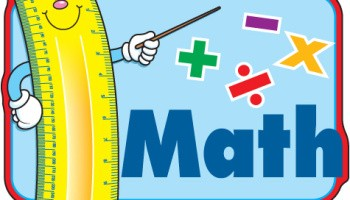 − × + ÷
Math